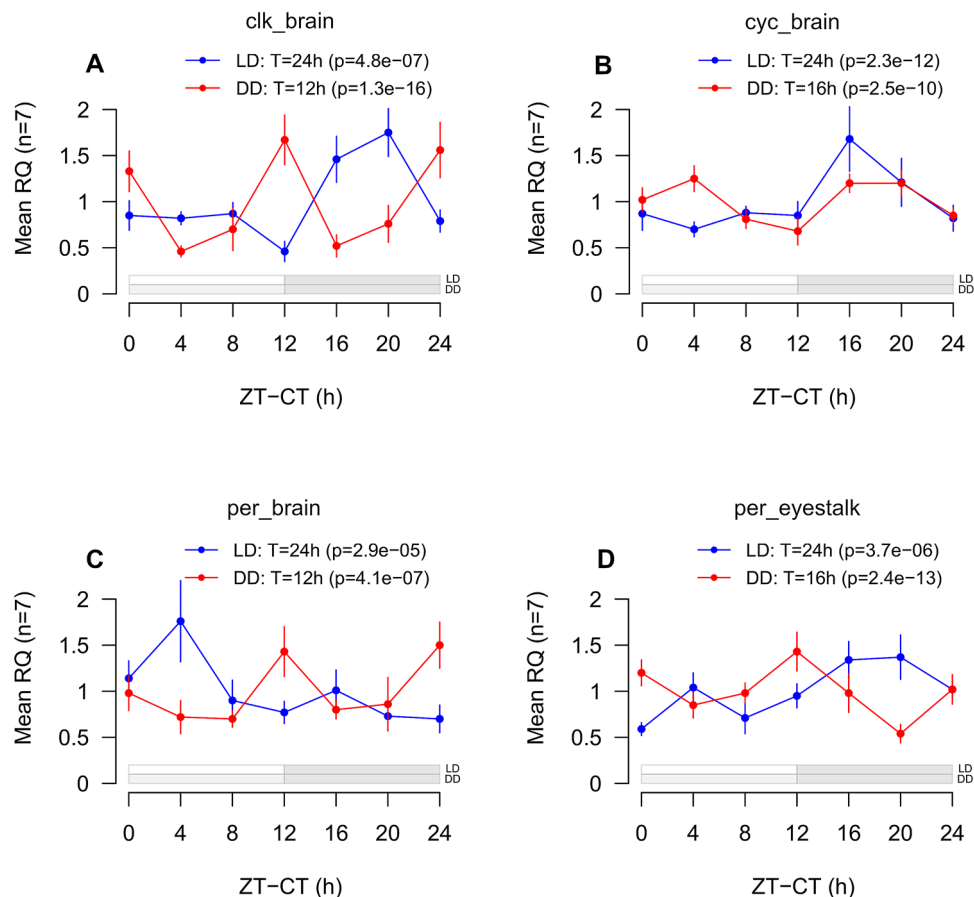 clk_brain
A
LD: T=24h (p=4.8e−07)
DD: T=12h (p=1.3e−16)
Mean RQ (n=7)
2
1.5
1
0.5
0
LD
DD
0 4 8 12 16 20 24
ZT−CT (h)
cyc_brain
B
LD: T=24h (p=2.3e−12)
DD: T=16h (p=2.5e−10)
Mean RQ (n=7)
2
1.5
1
0.5
0
LD
DD
0 4 8 12 16 20 24
ZT−CT (h)
per_brain
C
LD: T=24h (p=2.9e−05)
DD: T=12h (p=4.1e−07)
Mean RQ (n=7)
2
1.5
1
0.5
0
LD
DD
0 4 8 12 16 20 24
ZT−CT (h)
per_eyestalk
D
LD: T=24h (p=3.7e−06)
DD: T=16h (p=2.4e−13)
Mean RQ (n=7)
2
1.5
1
0.5
0
LD
DD
0 4 8 12 16 20 24
ZT−CT (h)